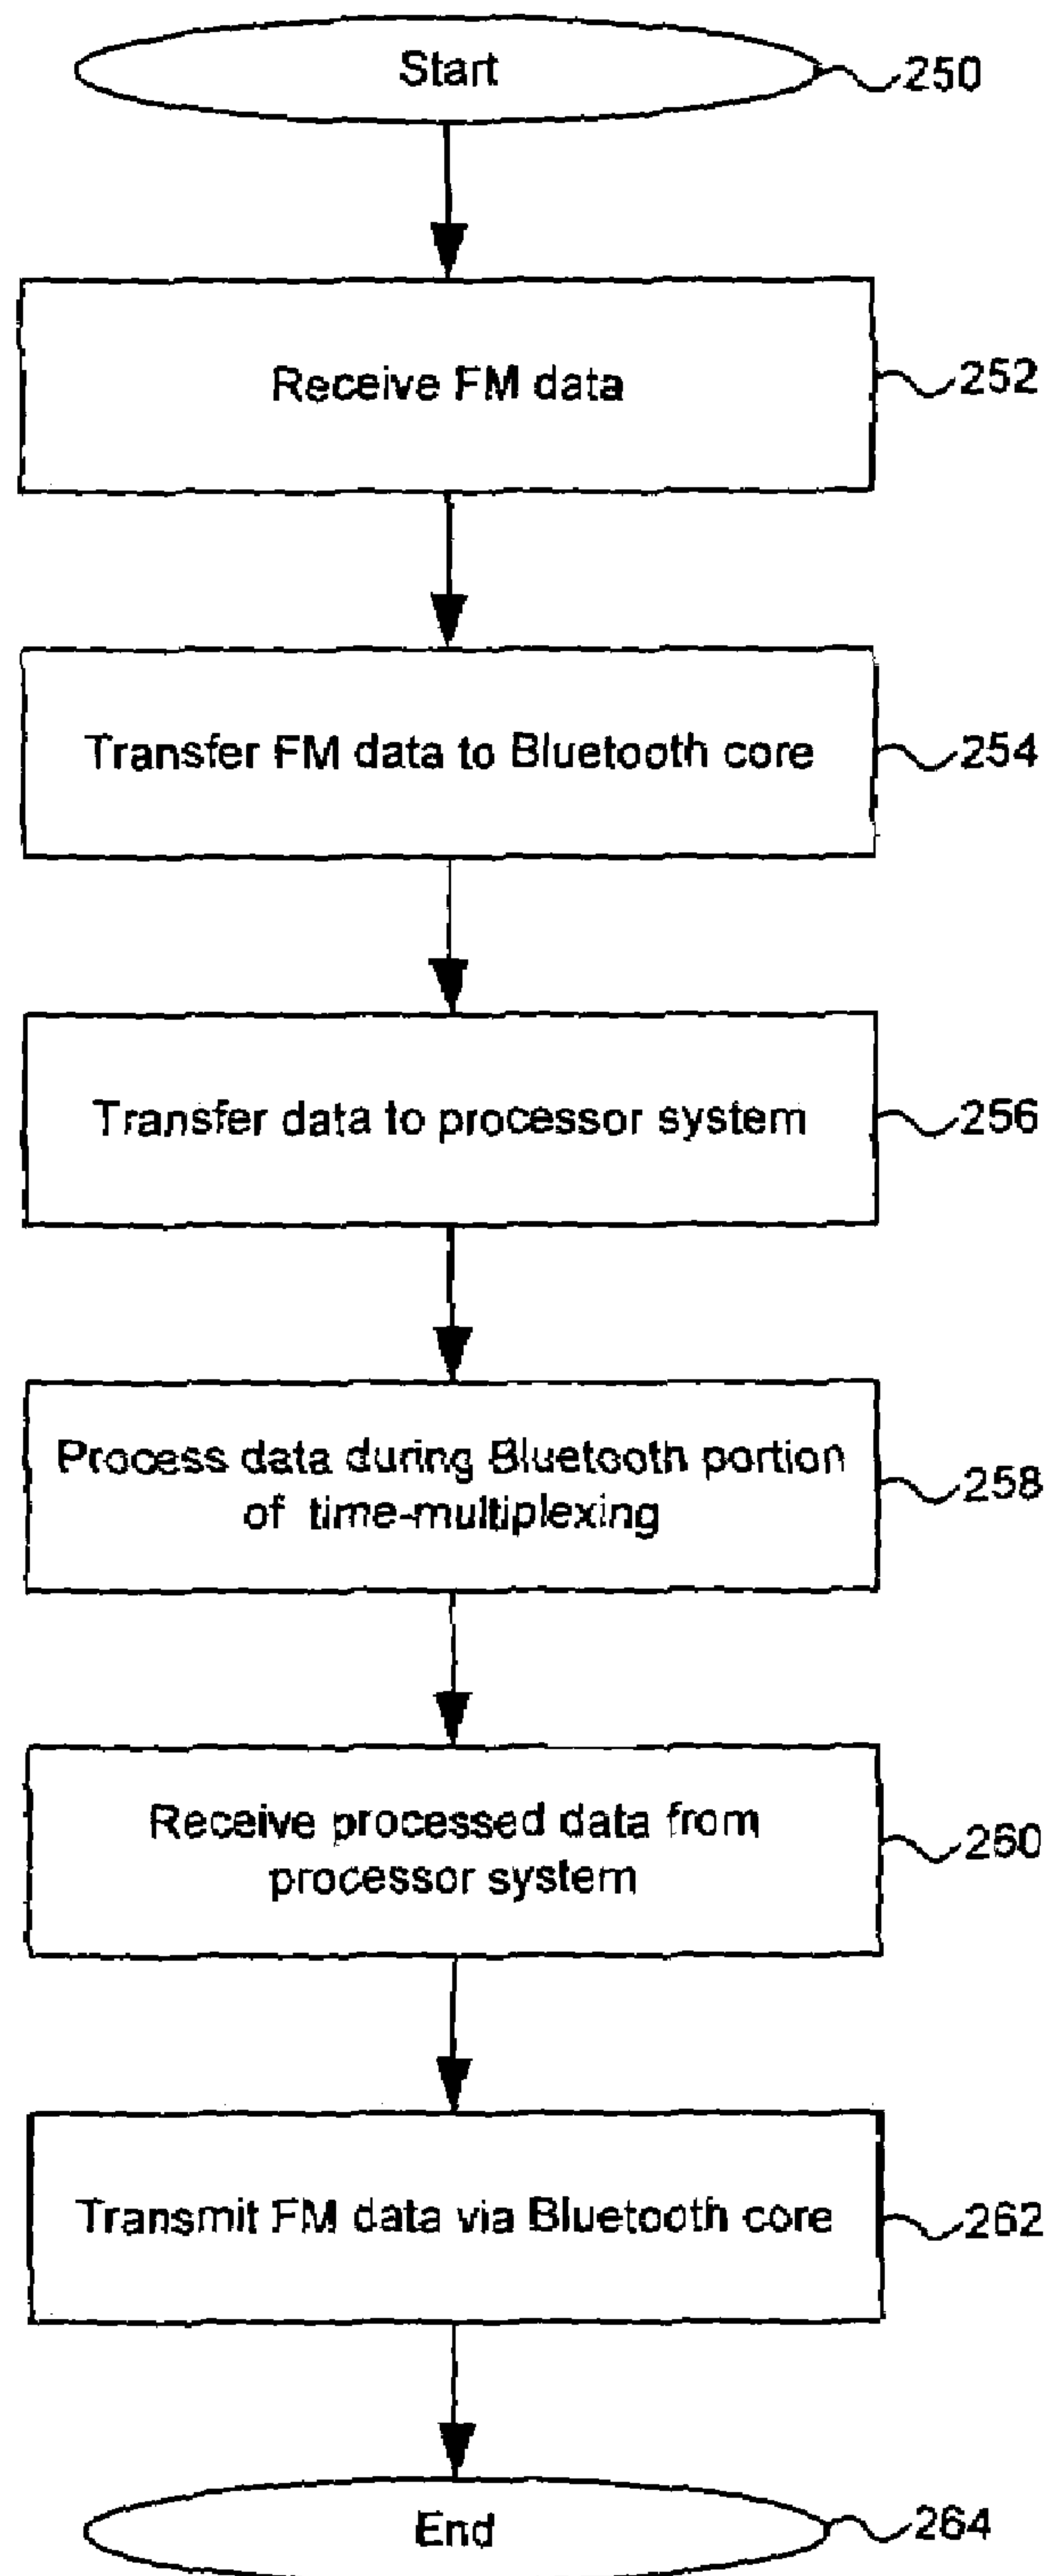 Start
250
Receive FM data
252
Transfer FM data to Bluetooth core
254
Transfer data to processor system
256
Process data during Bluetooth portion
of time-multiplexing
258
Receive processed data from
processor system
260
Transmit FM data via Bluetooth core
262
End
264